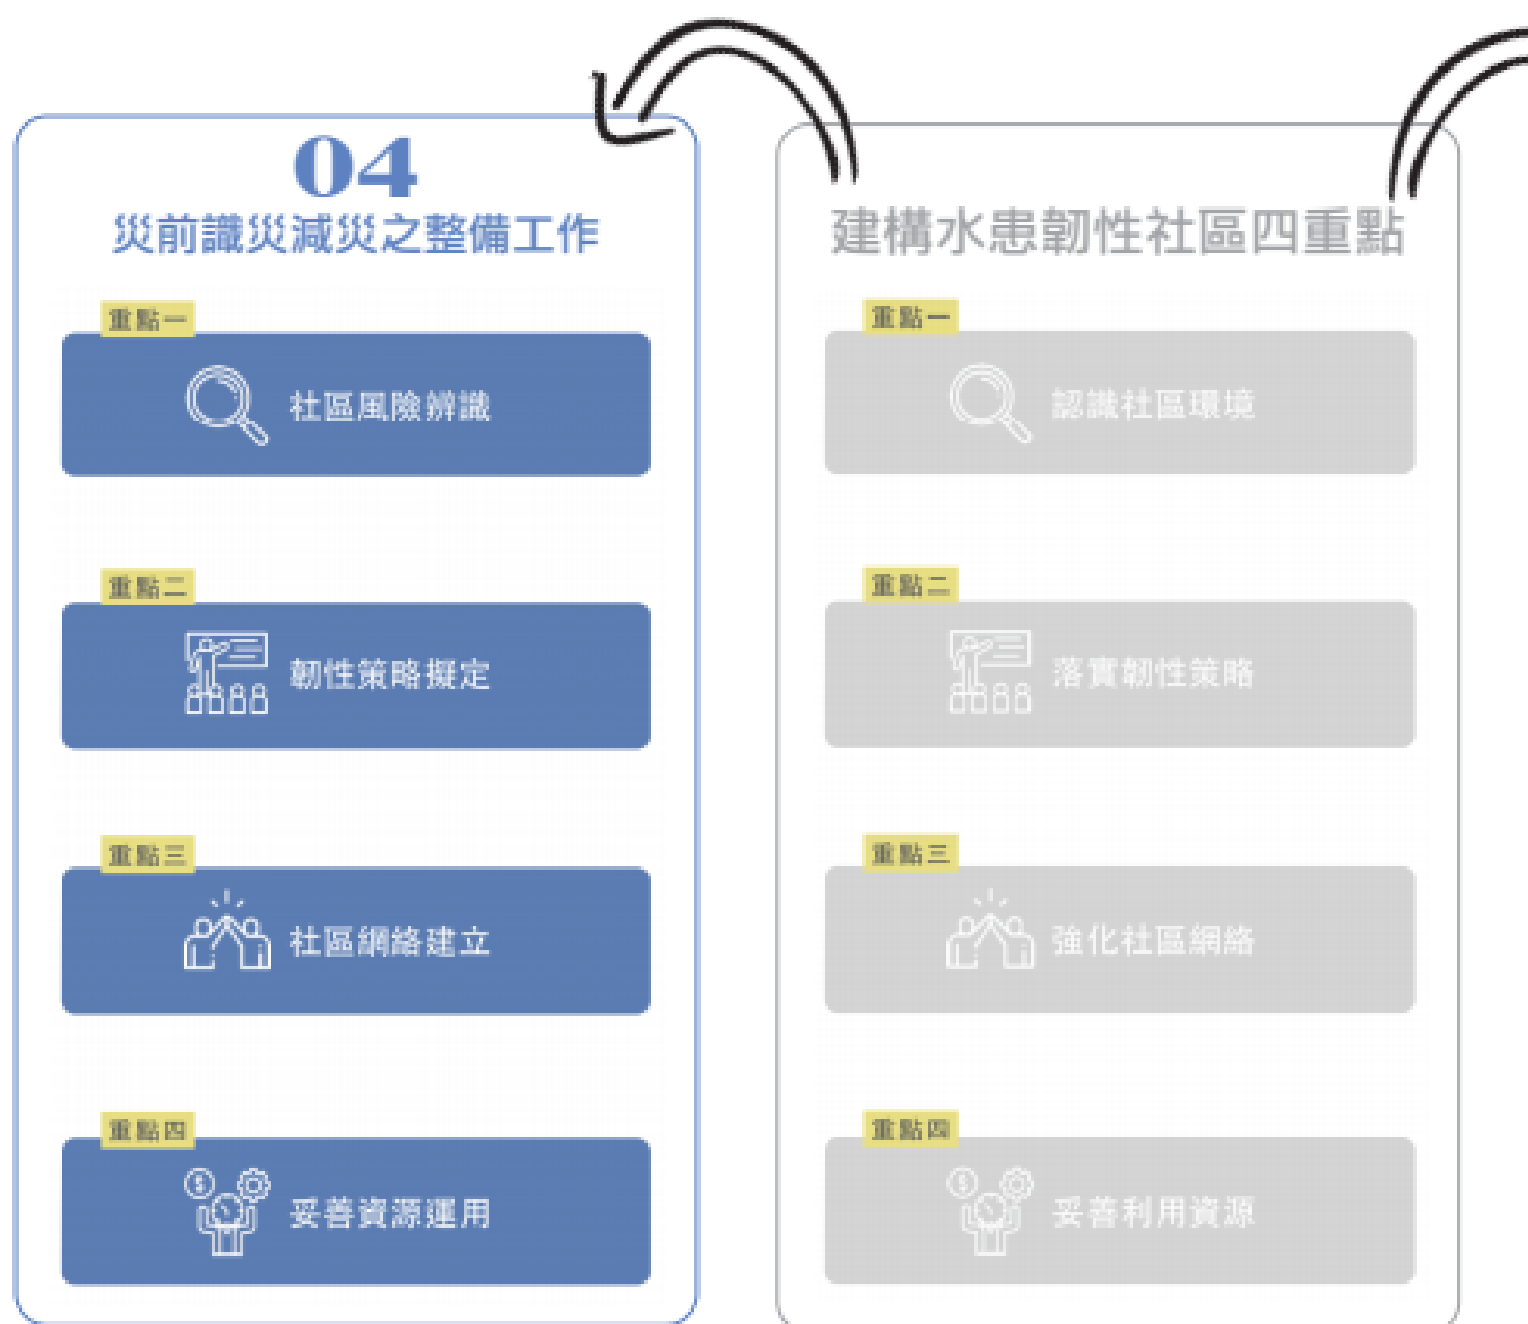 04
災前識災減災之整備工作
重點一
社區風險辨識
重點二
韌性策略擬定
重點三
社區網絡建立
重點四
妥善資源運用
建構水患韌性社區四重點
重點一
認識社區環境
重點二
落實韌性策略
重點三
強化社區網絡
重點四
妥善利用資源